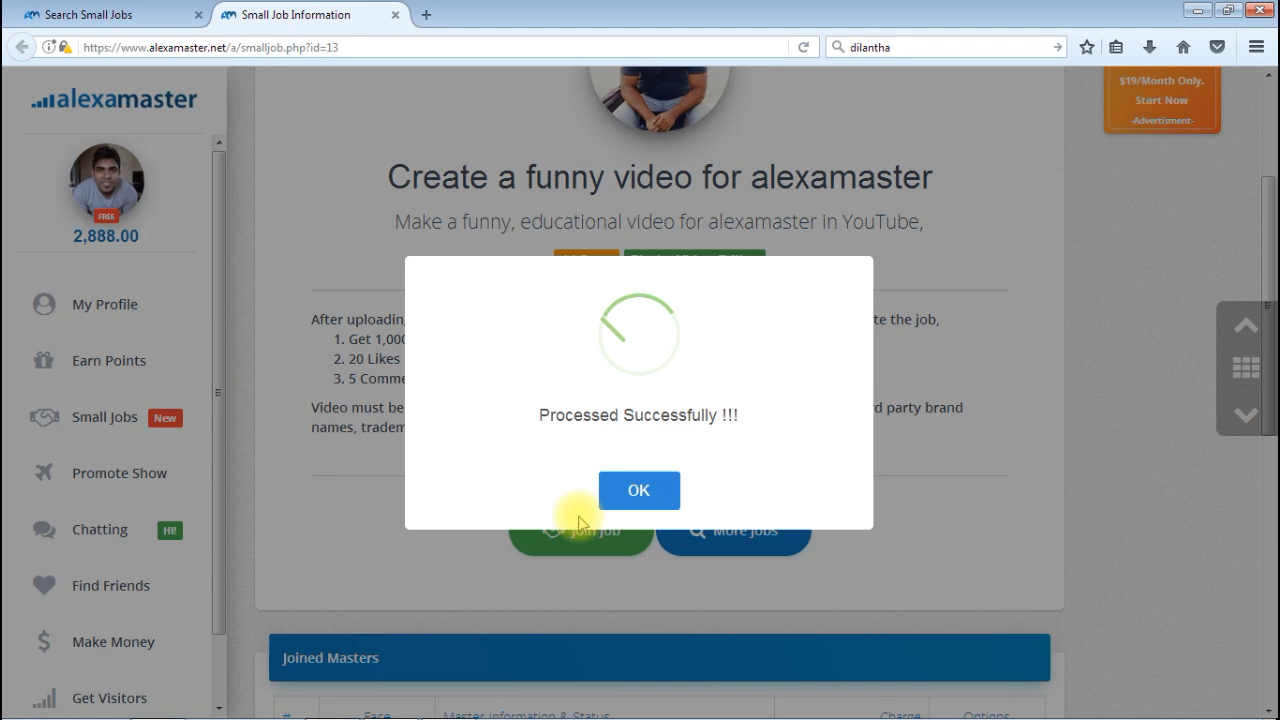 Search Small Jobs
Small Job Information
https://www.alexamaster.net/a/smalljob.php?id=13
dilantha
alexamaster
FREE
2,888.00
My Profile
Earn Points
Small Jobs New
Promote Show
Chatting Hi!
Find Friends
Make Money
Get Visitors
$19/Month Only.
Start Now
-Advertisment-
Create a funny video for alexamaster
Make a funny, educational video for alexamaster in YouTube,
After uploading
te the job,
1. Get 1,000
2. 20 Likes
3. 5 Comme
Video must be
rd party brand
names, tradem
Processed Successfully !!!
OK
Join Job
More Jobs
Joined Masters
# Face Master Information & Status Charge Options